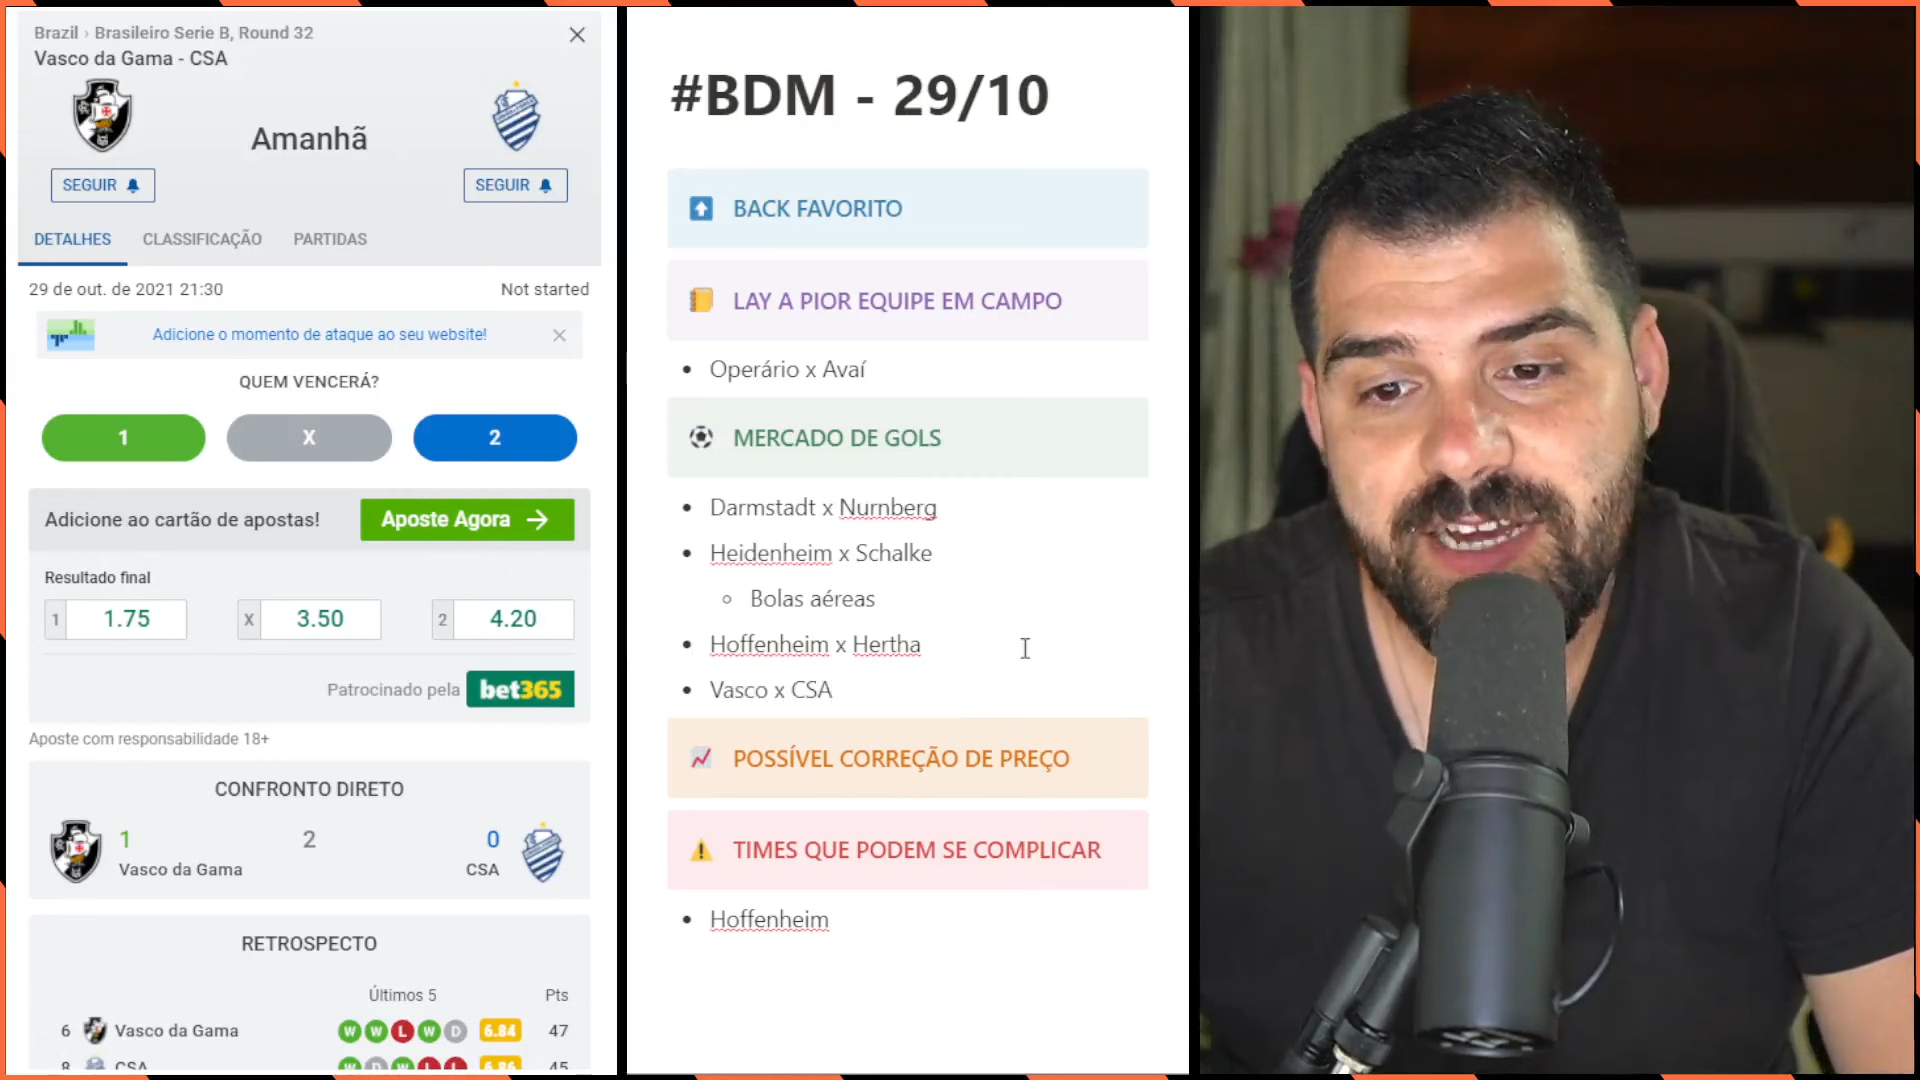 Brazil › Brasileiro Serie B, Round 32
Vasco da Gama - CSA
Amanhã
SEGUIR
SEGUIR
DETALHES CLASSIFICAÇÃO PARTIDAS
29 de out. de 2021 21:30 Not started
Adicione o momento de ataque ao seu website!
QUEM VENCERÁ?
1 X 2
Adicione ao cartão de apostas! Aposte Agora
Resultado final
1 1.75 X 3.50 2 4.20
Patrocinado pela bet365
Aposte com responsabilidade 18+
CONFRONTO DIRETO
1 2 0
Vasco da Gama CSA
RETROSPECTO
Últimos 5 Pts
6 Vasco da Gama W W L W D 6.84 47
8 CSA W D W L L 6.86 45
#BDM - 29/10
BACK FAVORITO
LAY A PIOR EQUIPE EM CAMPO
• Operário x Avaí
MERCADO DE GOLS
• Darmstadt x Nurnberg
• Heidenheim x Schalke
◦ Bolas aéreas
• Hoffenheim x Hertha
• Vasco x CSA
POSSÍVEL CORREÇÃO DE PREÇO
TIMES QUE PODEM SE COMPLICAR
• Hoffenheim